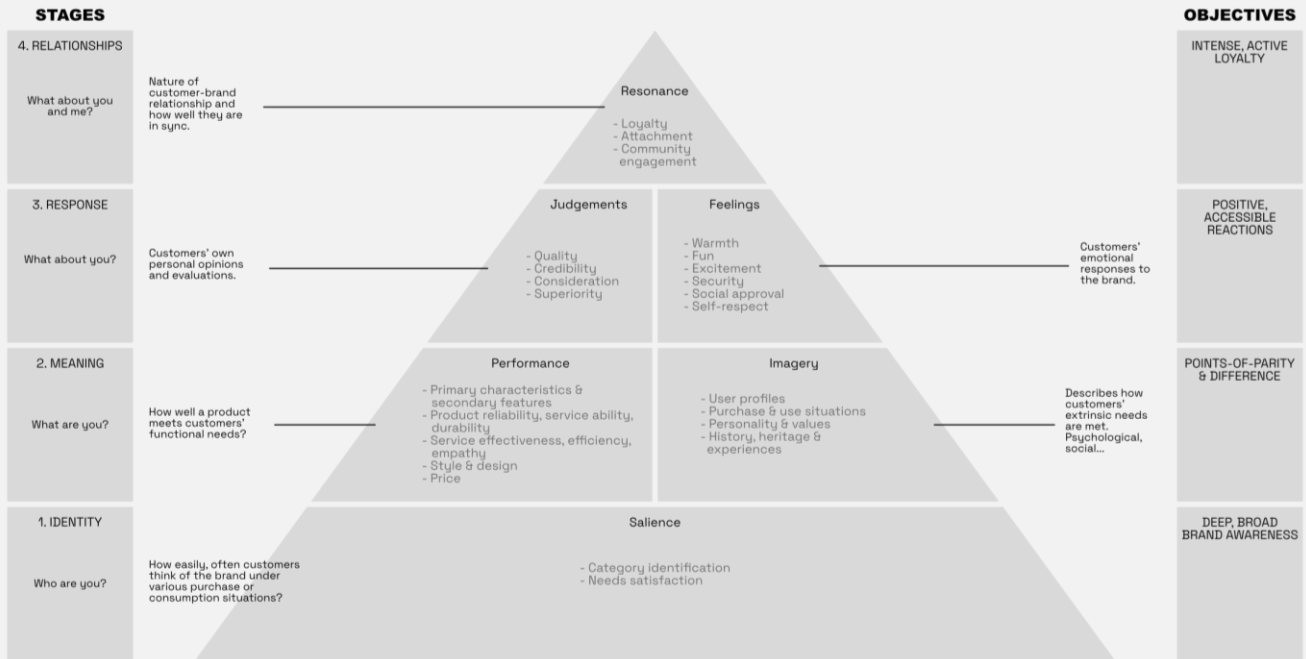 STAGES
OBJECTIVES
4. RELATIONSHIPS
What about you
and me?
Nature of
customer-brand
relationship and
how well they are
in sync.
Resonance
- Loyalty
- Attachment
- Community
engagement
INTENSE, ACTIVE
LOYALTY
3. RESPONSE
What about you?
Customers' own
personal opinions
and evaluations.
Judgements
- Quality
- Credibility
- Consideration
- Superiority
Feelings
- Warmth
- Fun
- Excitement
- Security
- Social approval
- Self-respect
Customers'
emotional
responses to
the brand.
POSITIVE,
ACCESSIBLE
REACTIONS
2. MEANING
What are you?
How well a product
meets customers'
functional needs?
Performance
- Primary characteristics &
secondary features
- Product reliability, service ability,
durability
- Service effectiveness, efficiency,
empathy
- Style & design
- Price
Imagery
- User profiles
- Purchase & use situations
- Personality & values
- History, heritage &
experiences
Describes how
customers'
extrinsic needs
are met.
Psychological,
social...
POINTS-OF-PARITY
& DIFFERENCE
1. IDENTITY
Who are you?
How easily, often customers
think of the brand under
various purchase or
consumption situations?
Salience
- Category identification
- Needs satisfaction
DEEP, BROAD
BRAND AWARENESS